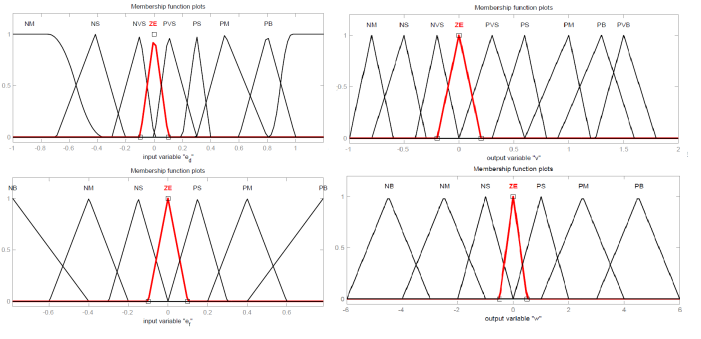 Membership function plots
NM NS NVS ZE PVS PS PM PB
1
0.5
0
-1 -0.8 -0.6 -0.4 -0.2 0 0.2 0.4 0.6 0.8 1
input variable "ed"
Membership function plots
NM NS NVS ZE PVS PS PM PB PVB
1
0.5
0
-1 -0.5 0 0.5 1 1.5 2
output variable "v"
Membership function plots
NB NM NS ZE PS PM PB
1
0.5
0
-0.6 -0.4 -0.2 0 0.2 0.4 0.6
Membership function plots
NB NM NS ZE PS PM PB
1
0.5
0
-6 -4 -2 0 2 4 6
output variable "w"